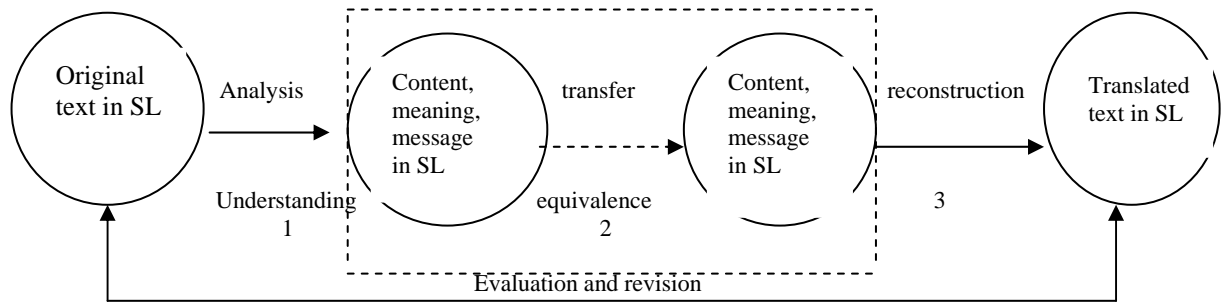 Original
text in SL
Analysis
Understanding
1
Content,
meaning,
message
in SL
transfer
equivalence
2
Content,
meaning,
message
in SL
reconstruction
3
Translated
text in SL
Evaluation and revision